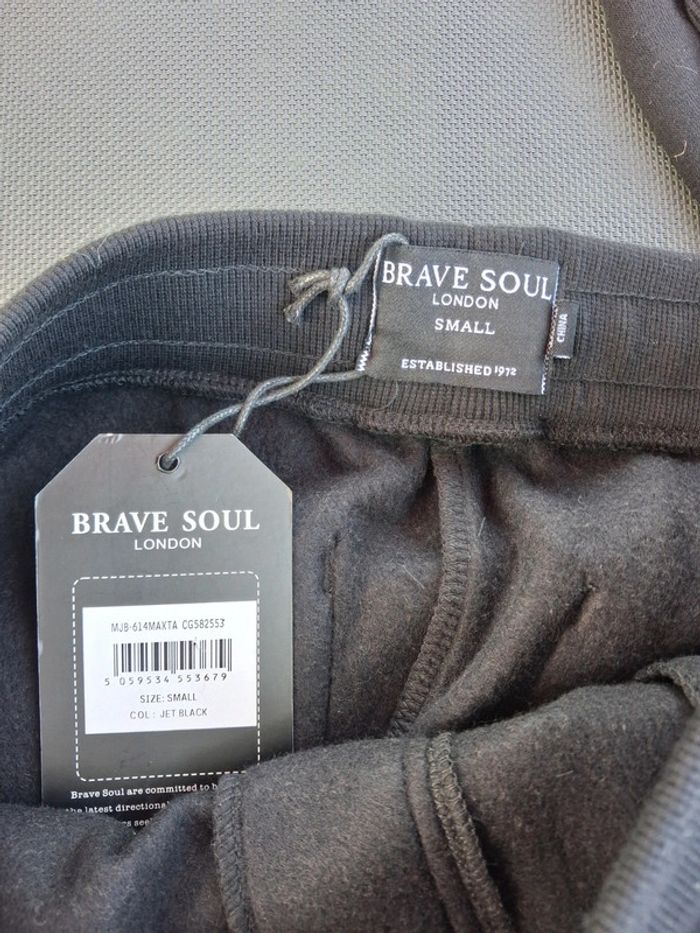 BRAVE SOUL
LONDON
SMALL
ESTABLISHED 1972
CHINA
BRAVE SOUL
LONDON
MJB-614MAXTA CG582553
5 059534 553679
SIZE: SMALL
COL: JET BLACK
Brave Soul are committed to b
the latest directional